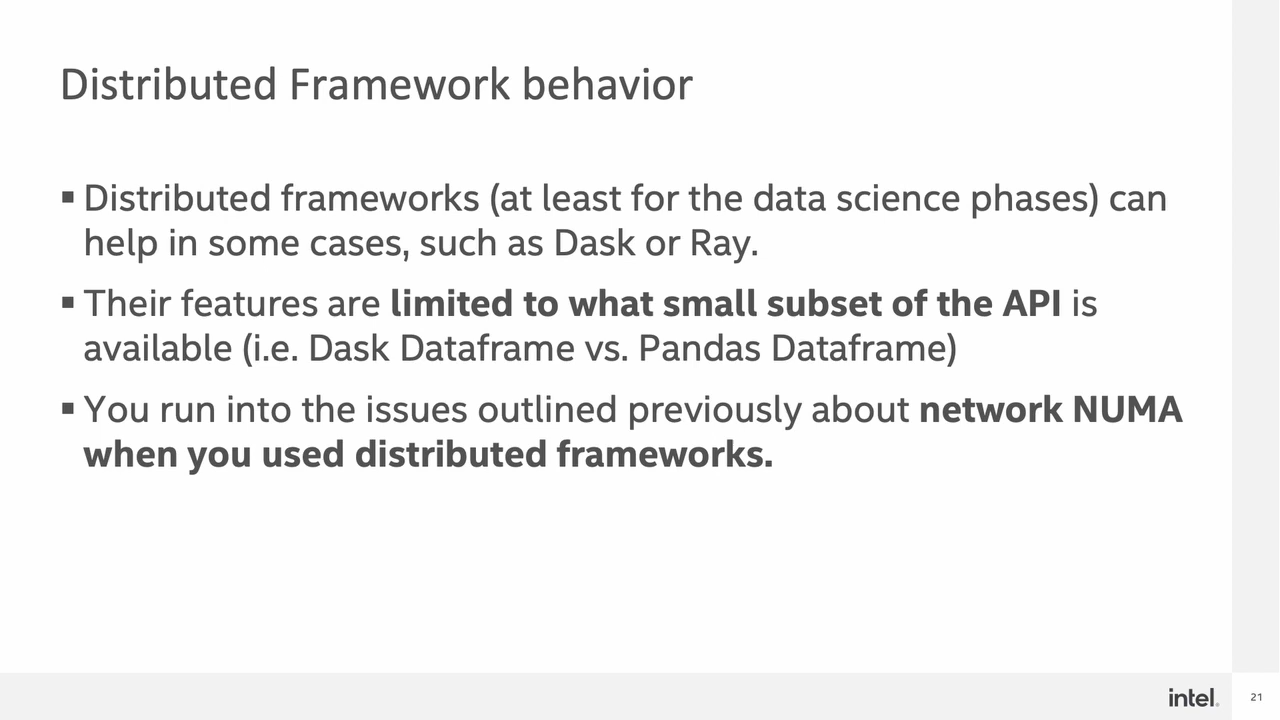 Distributed Framework behavior
▪ Distributed frameworks (at least for the data science phases) can
help in some cases, such as Dask or Ray.
▪ Their features are limited to what small subset of the API is
available (i.e. Dask Dataframe vs. Pandas Dataframe)
▪ You run into the issues outlined previously about network NUMA
when you used distributed frameworks.
intel.
21